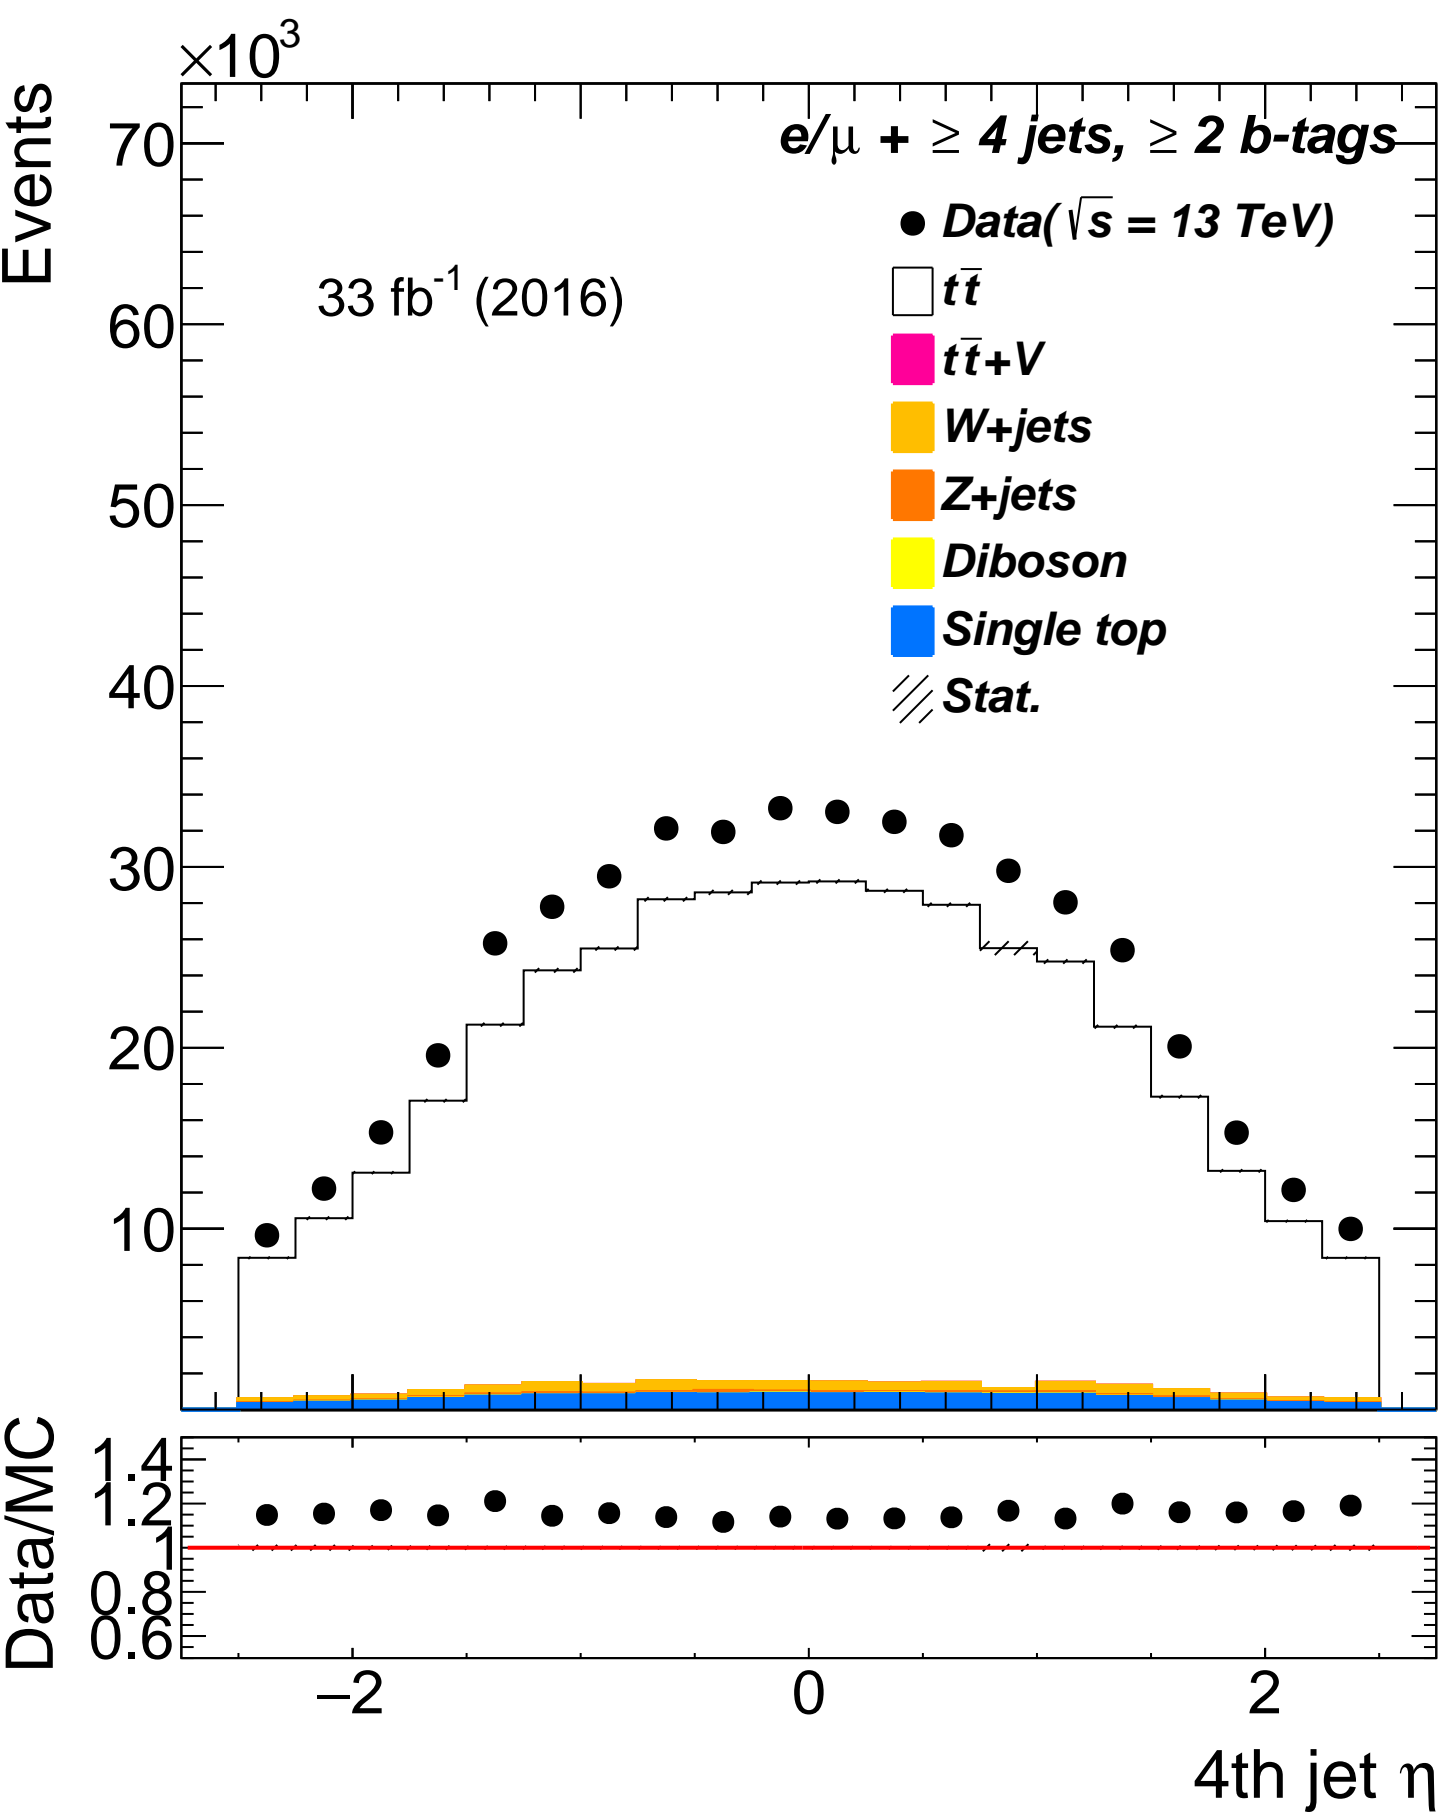 ×10³
Events
70
60
50
40
30
20
10
e/μ + ≥ 4 jets, ≥ 2 b-tags
Data(√s = 13 TeV)
33 fb⁻¹ (2016)
tt̅
tt̅+V
W+jets
Z+jets
Diboson
Single top
Stat.
Data/MC
1.4
1.2
1
0.8
0.6
−2 0 2
4th jet η